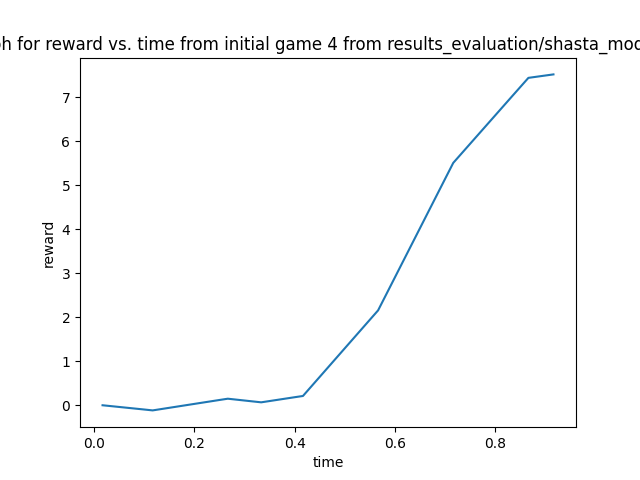 h for reward vs. time from initial game 4 from results_evaluation/shasta_mod
7
6
5
4
3
2
1
0
reward
0.0 0.2 0.4 0.6 0.8
time